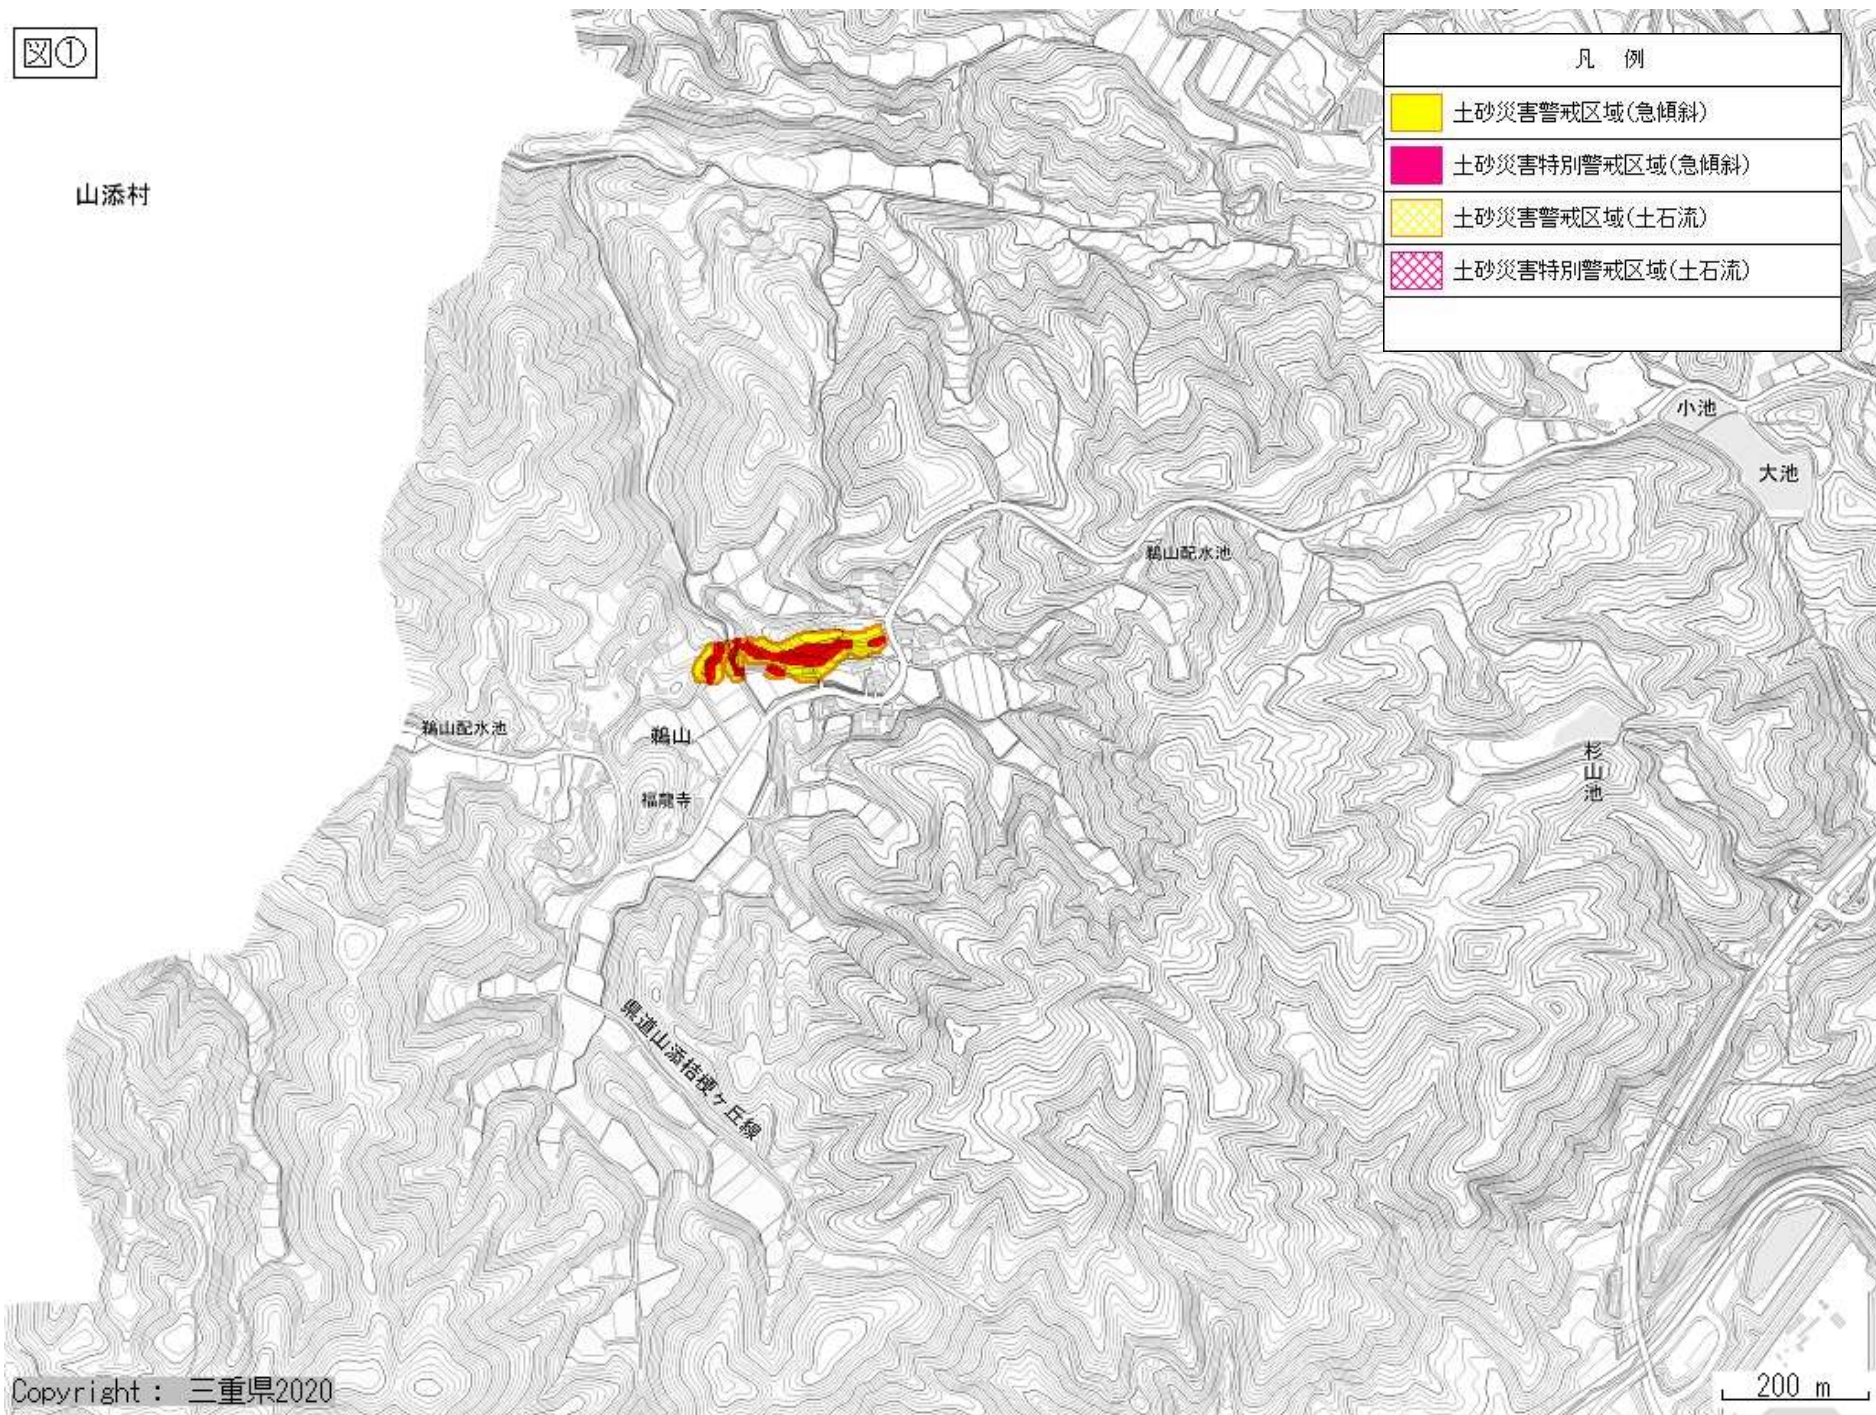 図①
凡 例
土砂災害警戒区域(急傾斜)
土砂災害特別警戒区域(急傾斜)
土砂災害警戒区域(土石流)
土砂災害特別警戒区域(土石流)
山添村
小池
大池
鵜山配水池
鵜山配水池
鵜山
杉山池
福龍寺
県道山添桔梗ヶ丘線
Copyright : 三重県2020
200 m